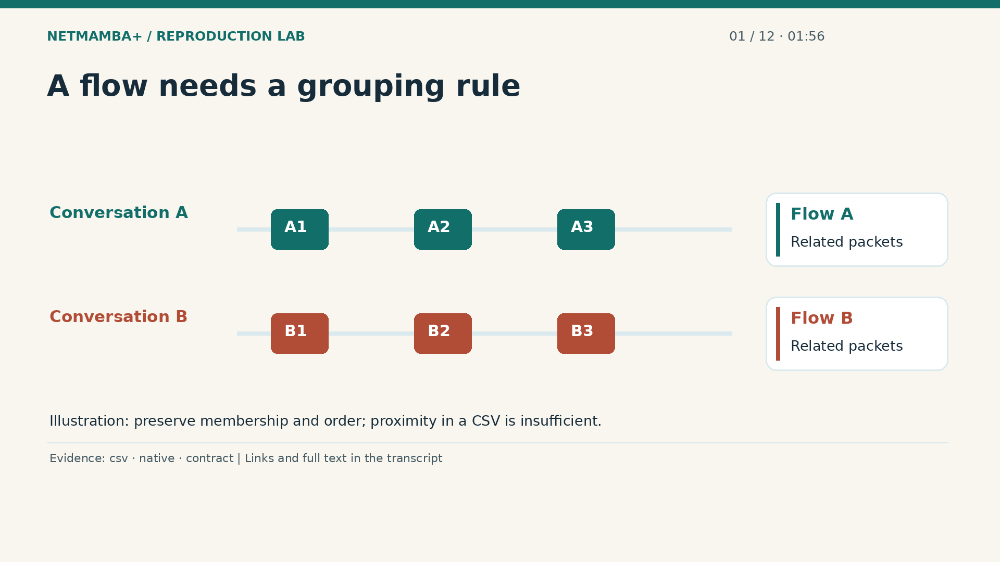 NETMAMBA+ / REPRODUCTION LAB
01 / 12 · 01:56
A flow needs a grouping rule
Conversation A
A1
A2
A3
Flow A
Related packets
Conversation B
B1
B2
B3
Flow B
Related packets
Illustration: preserve membership and order; proximity in a CSV is insufficient.
Evidence: csv · native · contract | Links and full text in the transcript